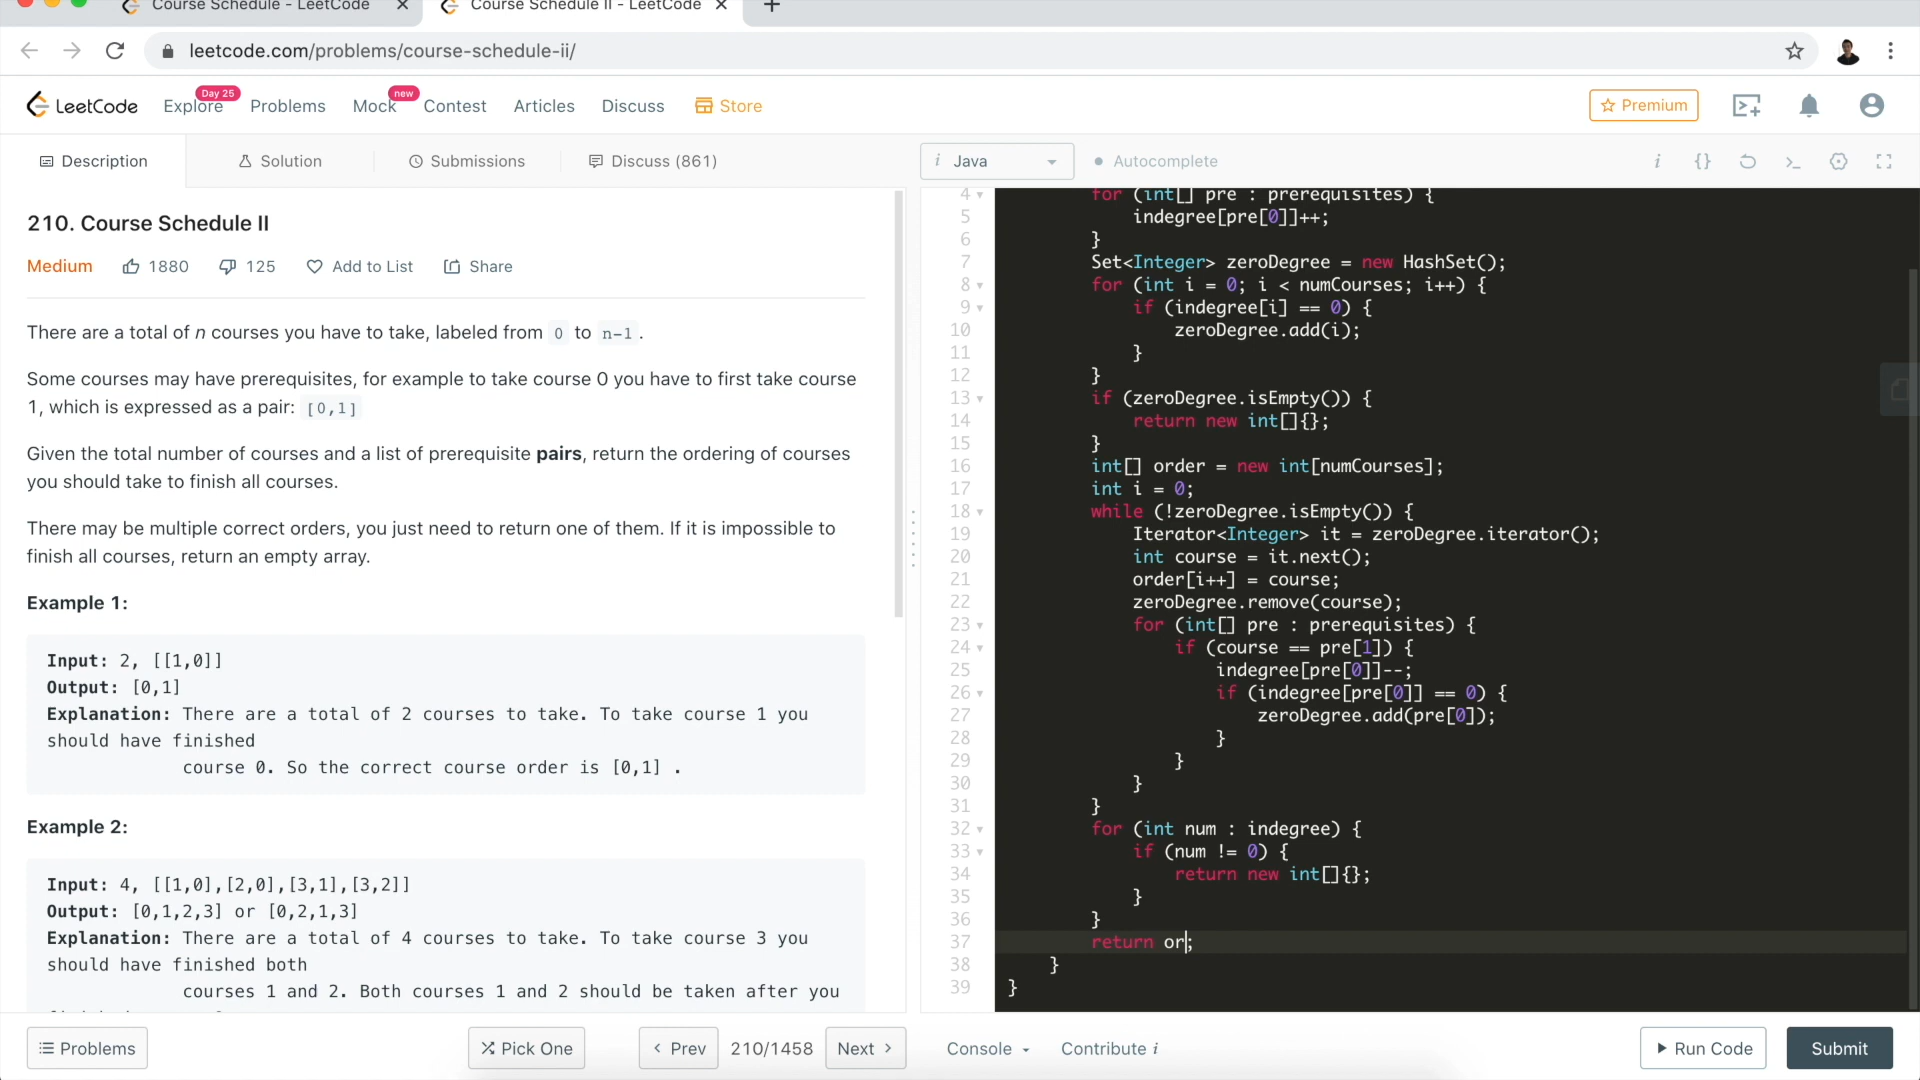 Course Schedule - LeetCode
Course Schedule II - LeetCode
leetcode.com/problems/course-schedule-ii/
LeetCode
Explore
Day 25
Problems
Mock
new
Contest
Articles
Discuss
Store
Premium
Description
Solution
Submissions
Discuss (861)
i Java
Autocomplete
210. Course Schedule II
Medium
1880
125
Add to List
Share
There are a total of n courses you have to take, labeled from 0 to n-1.
Some courses may have prerequisites, for example to take course 0 you have to first take course
1, which is expressed as a pair: [0,1]
Given the total number of courses and a list of prerequisite pairs, return the ordering of courses
you should take to finish all courses.
There may be multiple correct orders, you just need to return one of them. If it is impossible to
finish all courses, return an empty array.
Example 1:
Input: 2, [[1,0]]
Output: [0,1]
Explanation: There are a total of 2 courses to take. To take course 1 you
should have finished
course 0. So the correct course order is [0,1] .
Example 2:
Input: 4, [[1,0],[2,0],[3,1],[3,2]]
Output: [0,1,2,3] or [0,2,1,3]
Explanation: There are a total of 4 courses to take. To take course 3 you
should have finished both
courses 1 and 2. Both courses 1 and 2 should be taken after you
4 for (int[] pre : prerequisites) {
5 indegree[pre[0]]++;
6 }
7 Set<Integer> zeroDegree = new HashSet();
8 for (int i = 0; i < numCourses; i++) {
9 if (indegree[i] == 0) {
10 zeroDegree.add(i);
11 }
12 }
13 if (zeroDegree.isEmpty()) {
14 return new int[]{};
15 }
16 int[] order = new int[numCourses];
17 int i = 0;
18 while (!zeroDegree.isEmpty()) {
19 Iterator<Integer> it = zeroDegree.iterator();
20 int course = it.next();
21 order[i++] = course;
22 zeroDegree.remove(course);
23 for (int[] pre : prerequisites) {
24 if (course == pre[1]) {
25 indegree[pre[0]]--;
26 if (indegree[pre[0]] == 0) {
27 zeroDegree.add(pre[0]);
28 }
29 }
30 }
31 }
32 for (int num : indegree) {
33 if (num != 0) {
34 return new int[]{};
35 }
36 }
37 return or;
38 }
39 }
Problems
Pick One
Prev
210/1458
Next
Console
Contribute i
Run Code
Submit